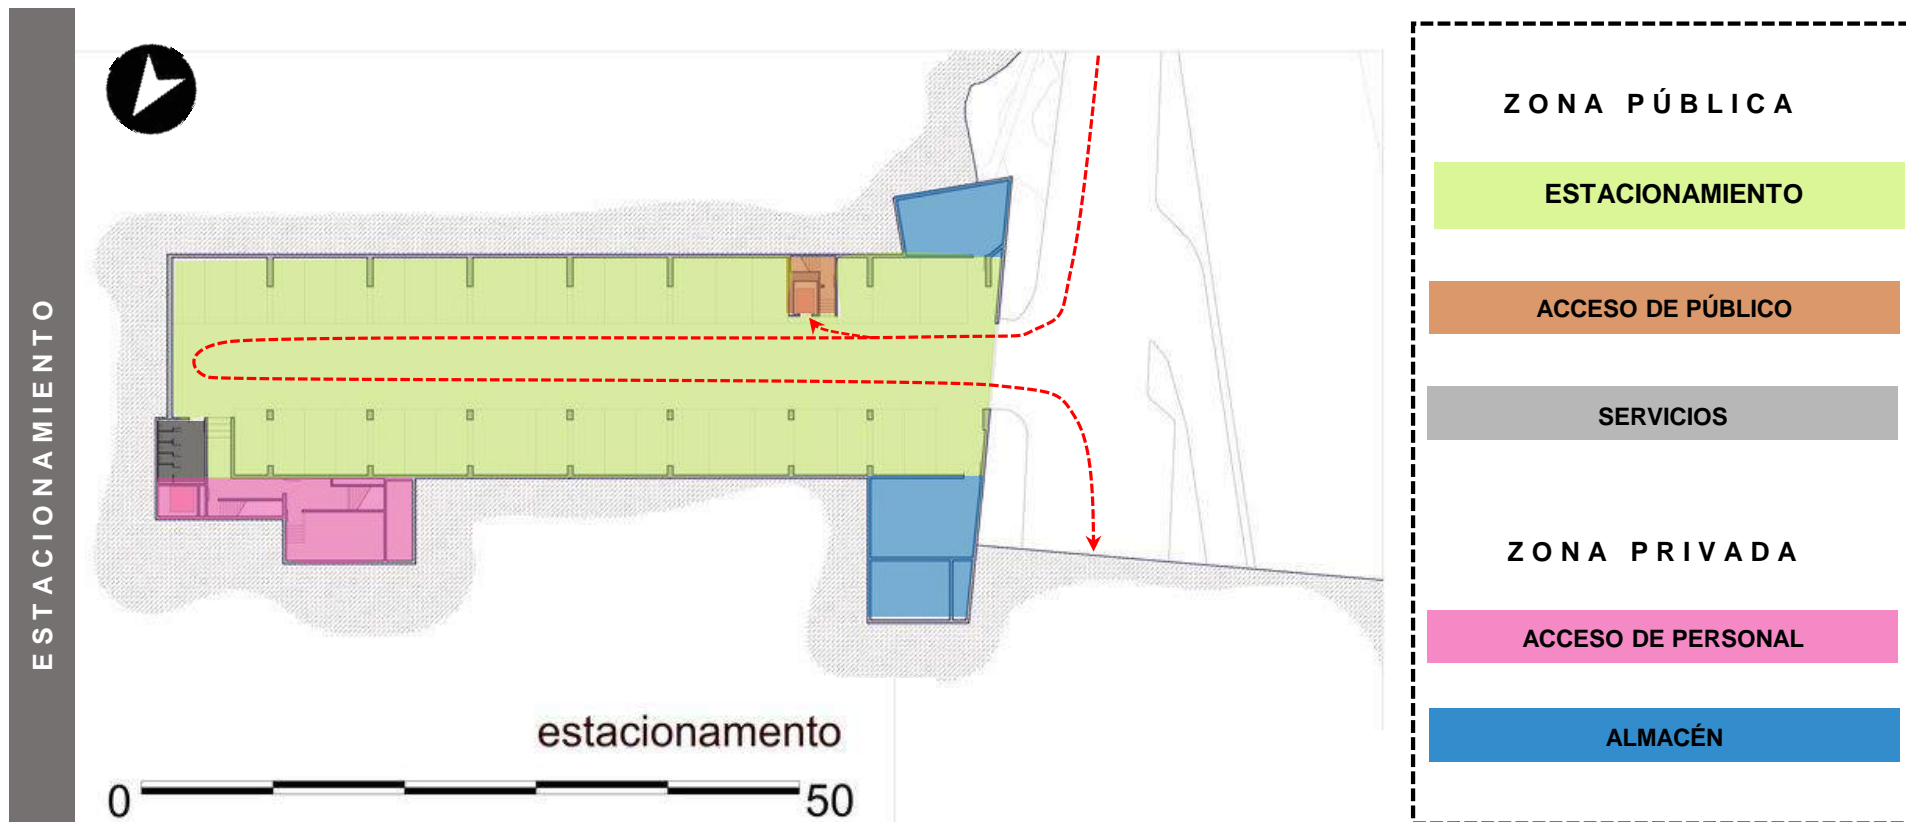 ESTACIONAMIENTO
estacionamento
0
50
ZONA PÚBLICA
ESTACIONAMIENTO
ACCESO DE PÚBLICO
SERVICIOS
ZONA PRIVADA
ACCESO DE PERSONAL
ALMACÉN